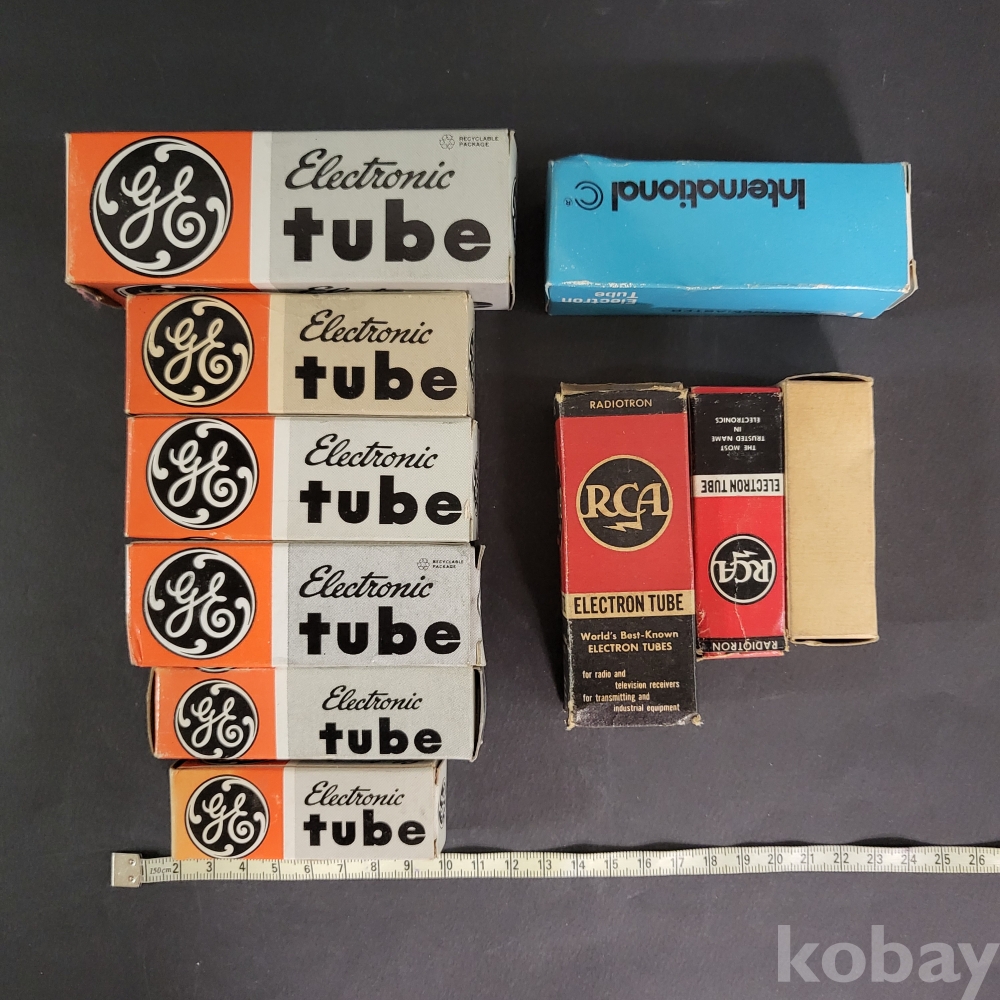 GE
Electronic
tube
RECYCLABLE
PACKAGE
GE
Electronic
tube
GE
Electronic
tube
GE
Electronic
tube
RECYCLABLE
PACKAGE
GE
Electronic
tube
GE
Electronic
tube
International ©®
Electron
Tube
RADIOTRON
RCA
ELECTRON TUBE
World's Best-Known
ELECTRON TUBES
for radio and
television receivers
for transmitting and
industrial equipment
RADIOTRON
RCA
ELECTRON TUBE
THE MOST
TRUSTED NAME
IN
ELECTRONICS
150cm 2 3 4 5 6 7 8 9 10 11 12 13 14 15 16 17 18 19 20 21 22 23 24 25 26
kobay